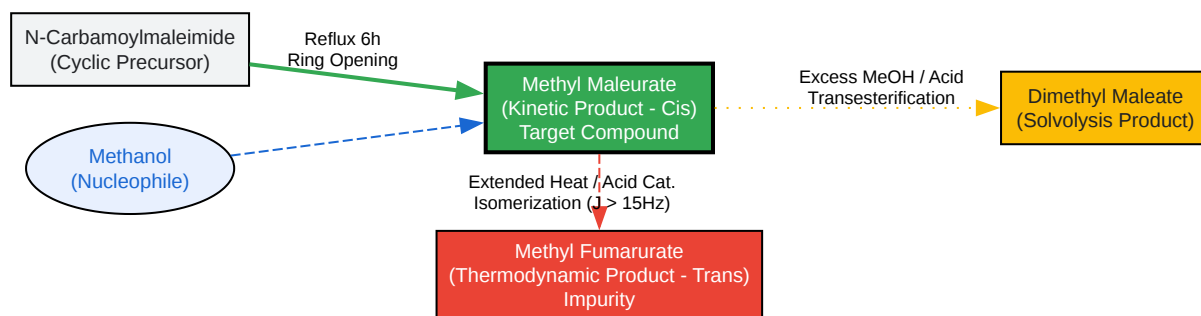 N-Carbamoylmaleimide
(Cyclic Precursor)
Reflux 6h
Ring Opening
Methanol
(Nucleophile)
Methyl Maleurate
(Kinetic Product - Cis)
Target Compound
Excess MeOH / Acid
Transesterification
Dimethyl Maleate
(Solvolysis Product)
Extended Heat / Acid Cat.
Isomerization (J > 15Hz)
Methyl Fumarurate
(Thermodynamic Product - Trans)
Impurity